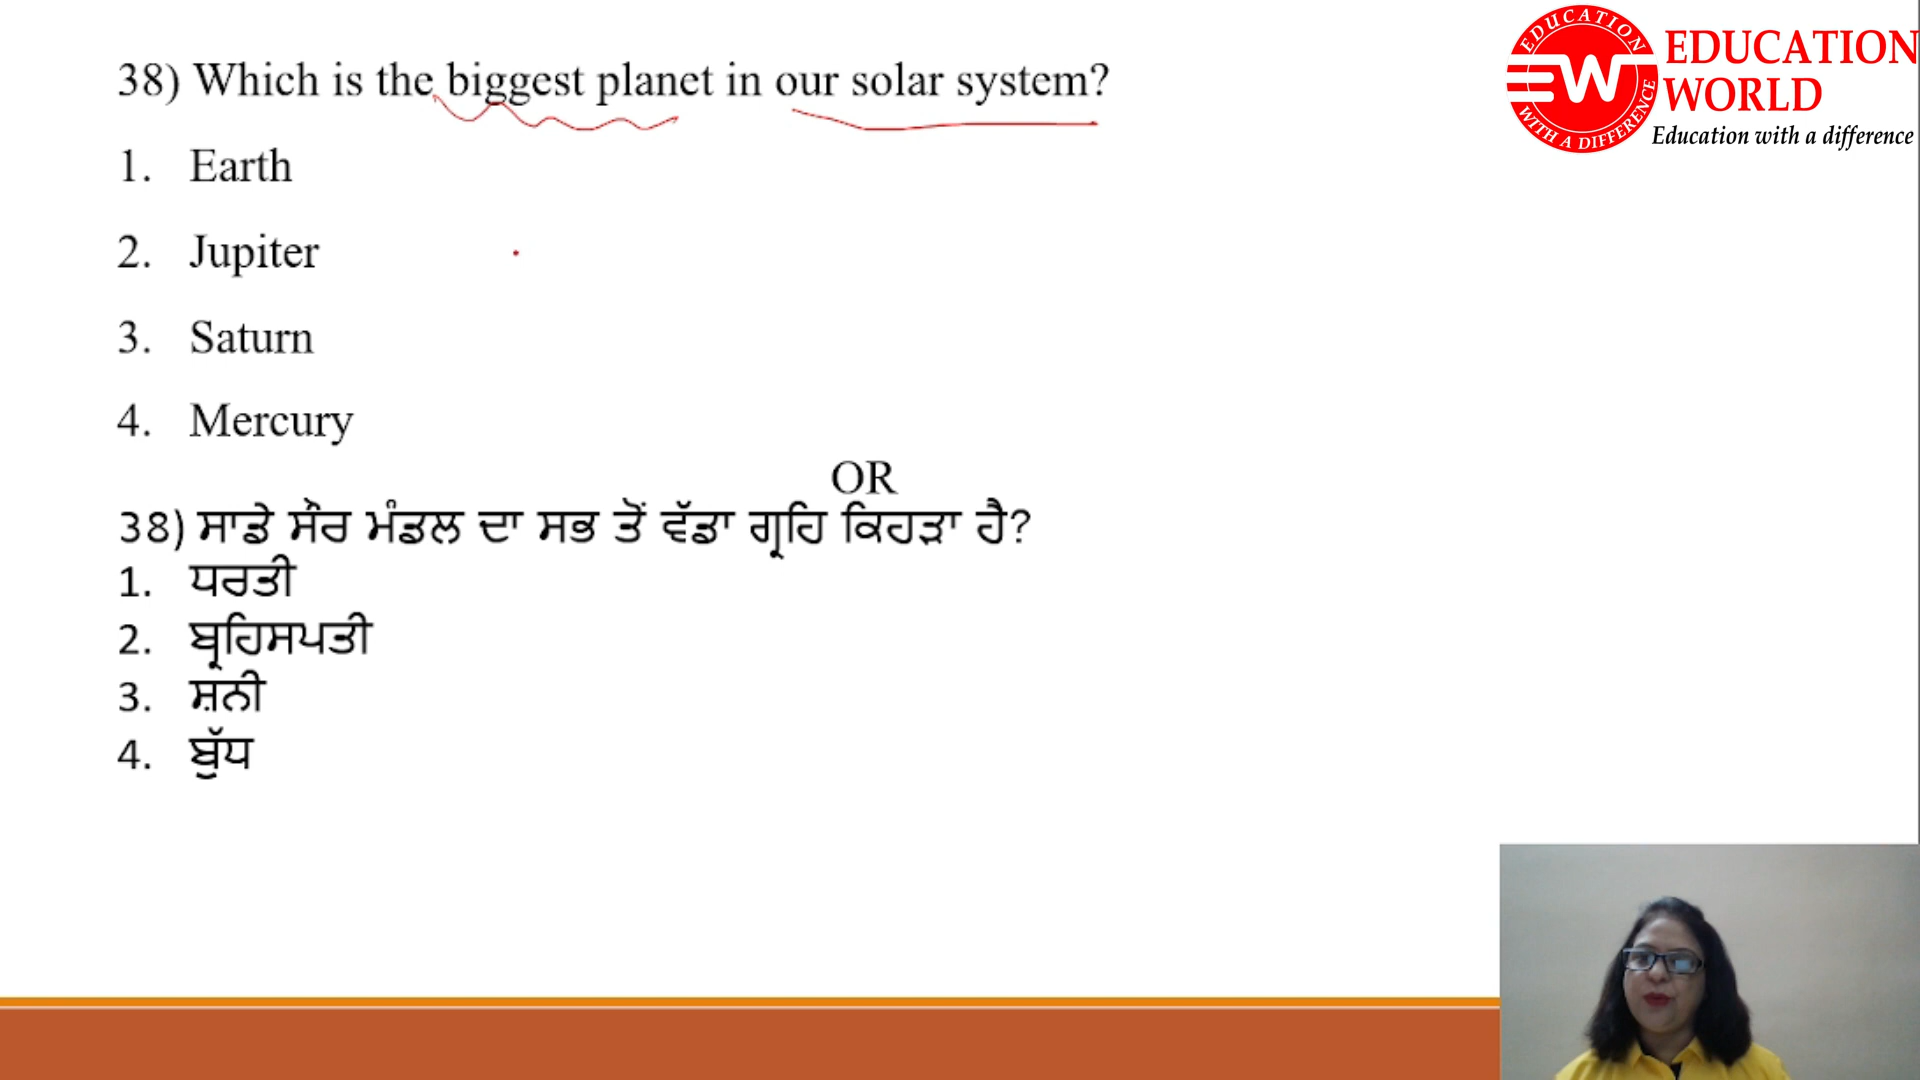 38) Which is the biggest planet in our solar system?
1. Earth
2. Jupiter
3. Saturn
4. Mercury
OR
38) ਸਾਡੇ ਸੌਰ ਮੰਡਲ ਦਾ ਸਭ ਤੋਂ ਵੱਡਾ ਗ੍ਰਹਿ ਕਿਹੜਾ ਹੈ?
1. ਧਰਤੀ
2. ਬ੍ਰਹਿਸਪਤੀ
3. ਸ਼ਨੀ
4. ਬੁੱਧ
EDUCATION
EW
WITH A DIFFERENCE
EDUCATION
WORLD
Education with a difference